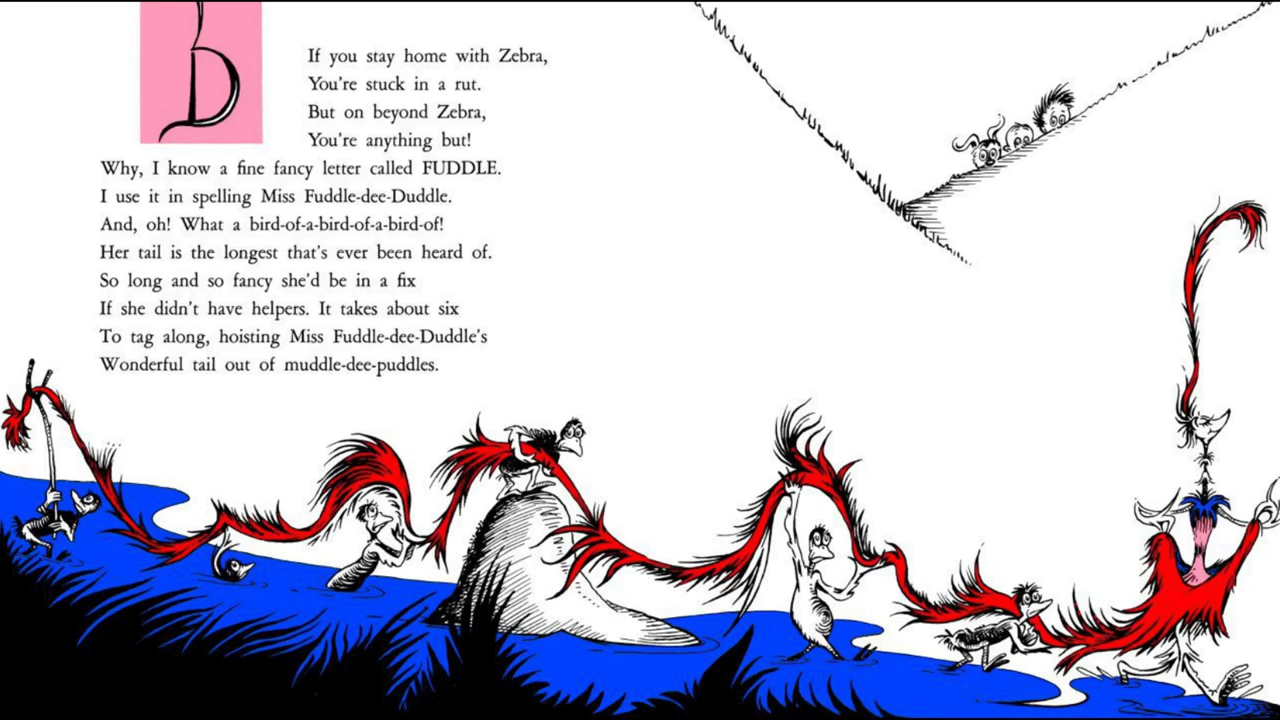 If you stay home with Zebra,
You're stuck in a rut.
But on beyond Zebra,
You're anything but!
Why, I know a fine fancy letter called FUDDLE.
I use it in spelling Miss Fuddle-dee-Duddle.
And, oh! What a bird-of-a-bird-of-a-bird-of!
Her tail is the longest that's ever been heard of.
So long and so fancy she'd be in a fix
If she didn't have helpers. It takes about six
To tag along, hoisting Miss Fuddle-dee-Duddle's
Wonderful tail out of muddle-dee-puddles.